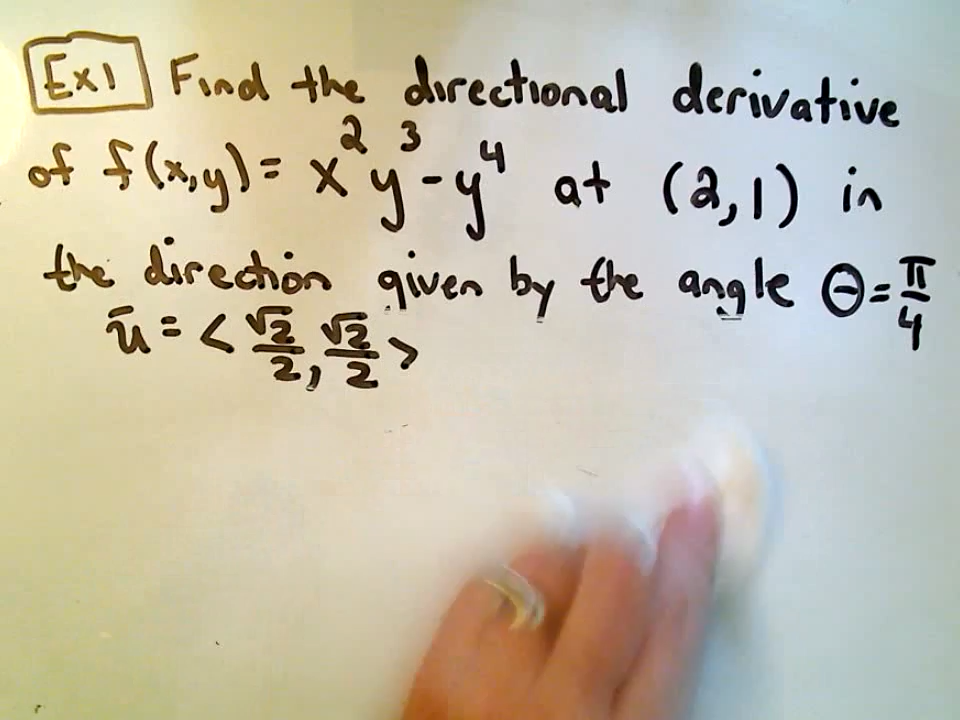 Ex1 Find the directional derivative
of f(x,y) = x²y³ - y⁴ at (2,1) in
the direction given by the angle Θ = π/4
ū = < √2/2, √2/2 >